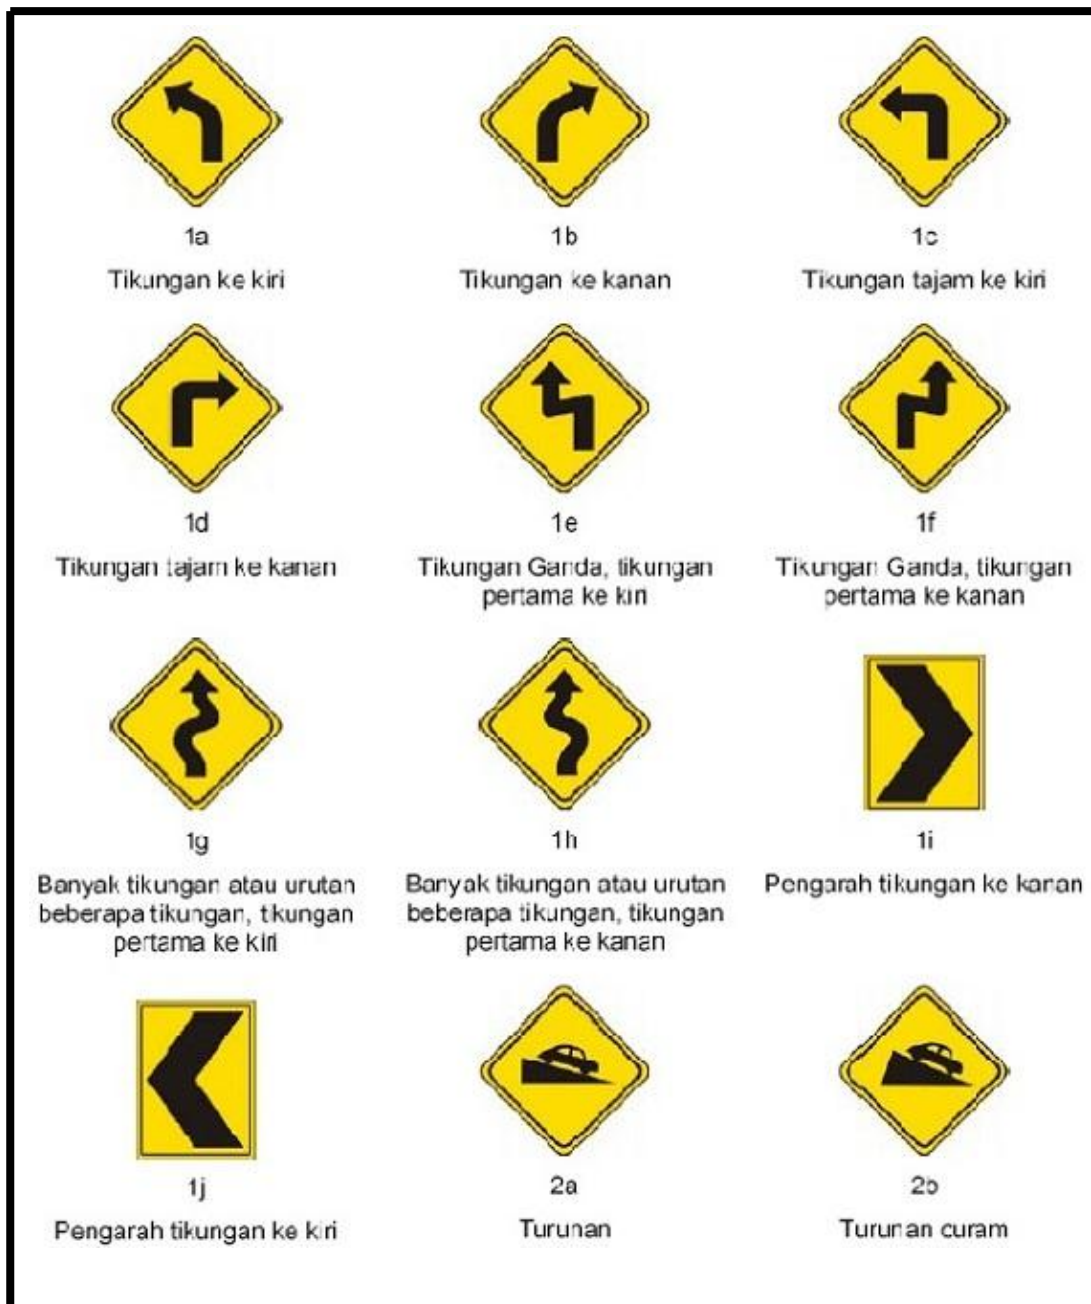 1a
1b
1c
Tikungan ke kiri
Tikungan ke kanan
Tikungan tajam ke kiri
1d
1e
1f
Tikungan tajam ke kanan
Tikungan Ganda, tikungan
pertama ke kiri
Tikungan Ganda, tikungan
pertama ke kanan
1g
1h
1i
Banyak tikungan atau urutan
beberapa tikungan, tikungan
pertama ke kiri
Banyak tikungan atau urutan
beberapa tikungan, tikungan
pertama ke kanan
Pengarah tikungan ke kanan
1j
2a
2b
Pengarah tikungan ke kiri
Turunan
Turunan curam